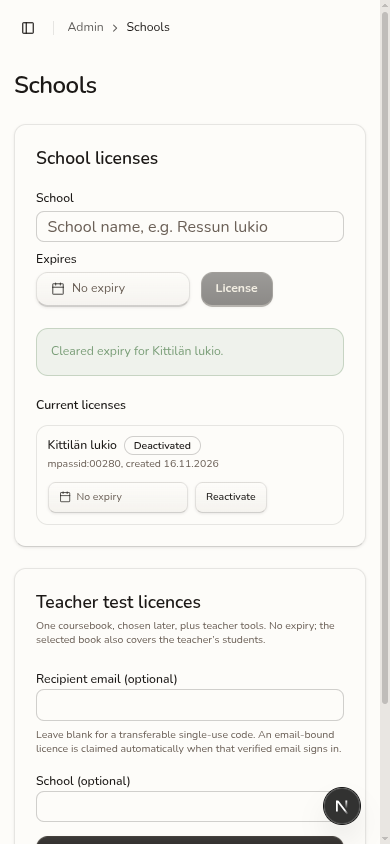 Admin > Schools
Schools
School licenses
School
School name, e.g. Ressun lukio
Expires
No expiry
License
Cleared expiry for Kittilän lukio.
Current licenses
Kittilän lukio Deactivated
mpassid:00280, created 16.11.2026
No expiry
Reactivate
Teacher test licences
One coursebook, chosen later, plus teacher tools. No expiry; the
selected book also covers the teacher's students.
Recipient email (optional)
Leave blank for a transferable single-use code. An email-bound
licence is claimed automatically when that verified email signs in.
School (optional)
N